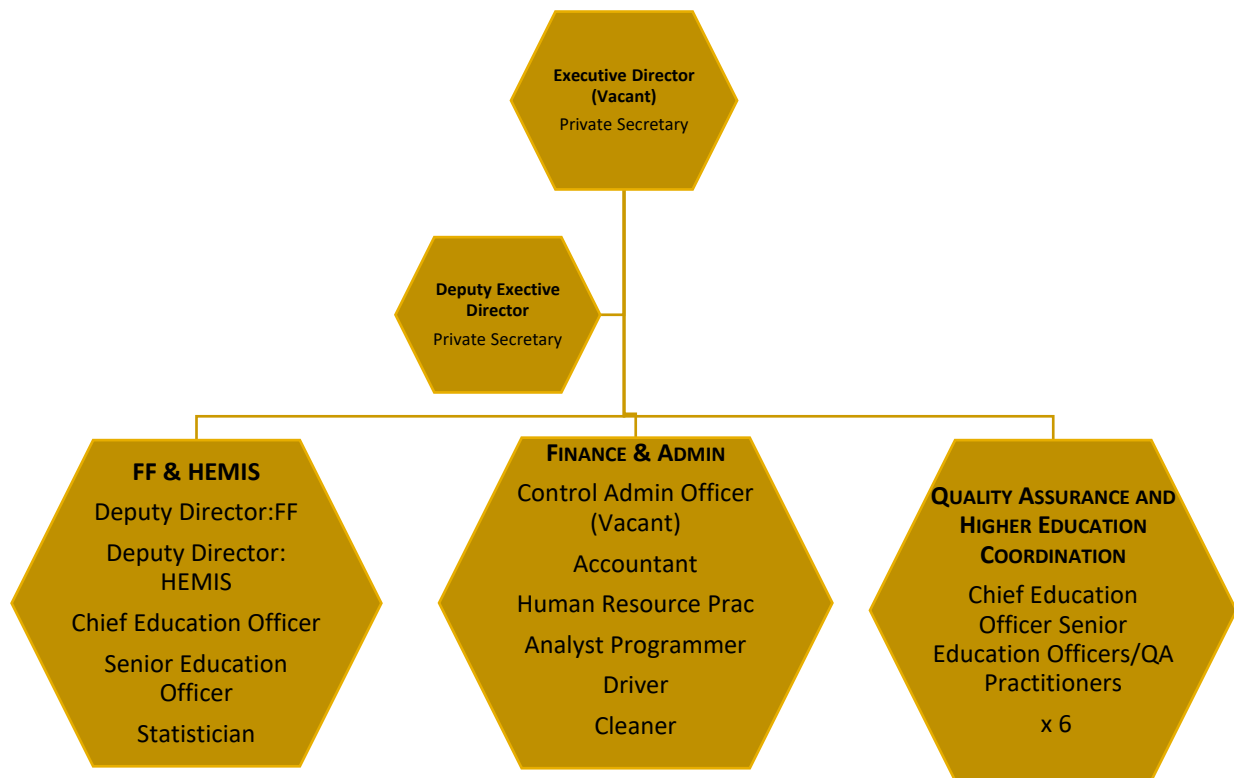 Executive Director
(Vacant)
Private Secretary
Deputy Exective
Director
Private Secretary
FF & HEMIS
Deputy Director:FF
Deputy Director:
HEMIS
Chief Education Officer
Senior Education
Officer
Statistician
FINANCE & ADMIN
Control Admin Officer
(Vacant)
Accountant
Human Resource Prac
Analyst Programmer
Driver
Cleaner
QUALITY ASSURANCE AND
HIGHER EDUCATION
COORDINATION
Chief Education
Officer Senior
Education Officers/QA
Practitioners
x 6